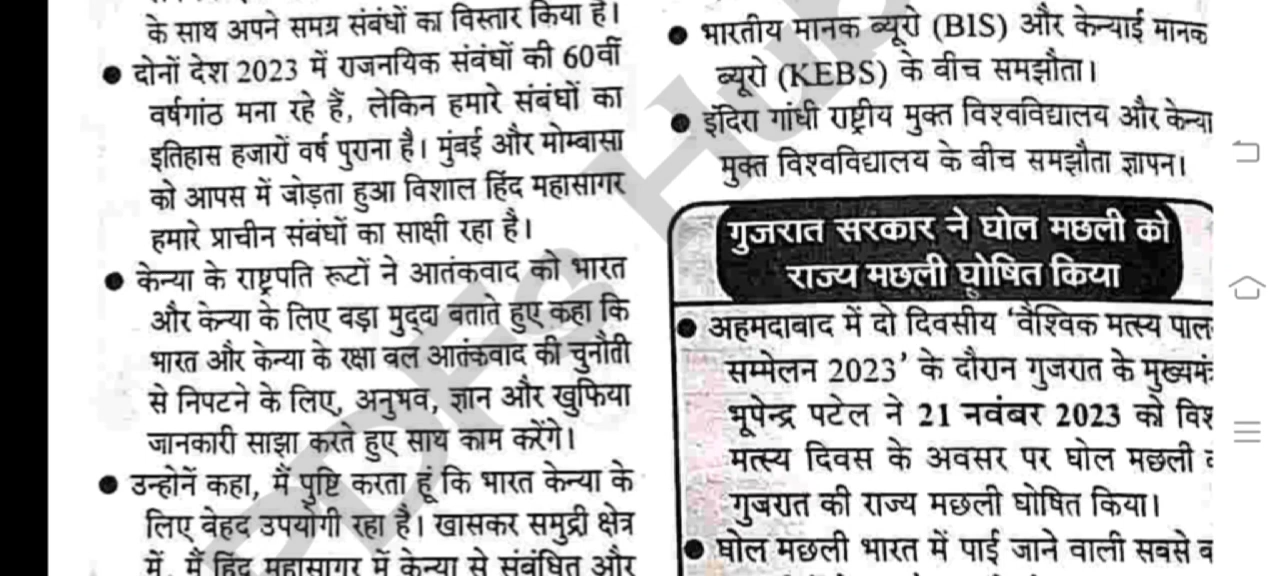 के साथ अपने समग्र संबंधों का विस्तार किया है।
● दोनों देश 2023 में राजनयिक संबंधों की 60वीं
वर्षगांठ मना रहे हैं, लेकिन हमारे संबंधों का
इतिहास हजारों वर्ष पुराना है। मुंबई और मोम्बासा
को आपस में जोड़ता हुआ विशाल हिंद महासागर
हमारे प्राचीन संबंधों का साक्षी रहा है।
● केन्या के राष्ट्रपति रूटों ने आतंकवाद को भारत
और केन्या के लिए बड़ा मुद्दा बताते हुए कहा कि
भारत और केन्या के रक्षा बल आतंकवाद की चुनौती
से निपटने के लिए, अनुभव, ज्ञान और खुफिया
जानकारी साझा करते हुए साथ काम करेंगे।
● उन्होनें कहा, मैं पुष्टि करता हूं कि भारत केन्या के
लिए बेहद उपयोगी रहा है। खासकर समुद्री क्षेत्र
में, मैं हिंद महासागर में केन्या से संबंधित और
● भारतीय मानक ब्यूरो (BIS) और केन्याई मानक
ब्यूरो (KEBS) के बीच समझौता।
● इंदिरा गांधी राष्ट्रीय मुक्त विश्वविद्यालय और केन्या
मुक्त विश्वविद्यालय के बीच समझौता ज्ञापन।
गुजरात सरकार ने घोल मछली को
राज्य मछली घोषित किया
● अहमदाबाद में दो दिवसीय ‘वैश्विक मत्स्य पाल
सम्मेलन 2023’ के दौरान गुजरात के मुख्यमं
भूपेन्द्र पटेल ने 21 नवंबर 2023 को विश
मत्स्य दिवस के अवसर पर घोल मछली
गुजरात की राज्य मछली घोषित किया।
● घोल मछली भारत में पाई जाने वाली सबसे ब
PDFs Hub